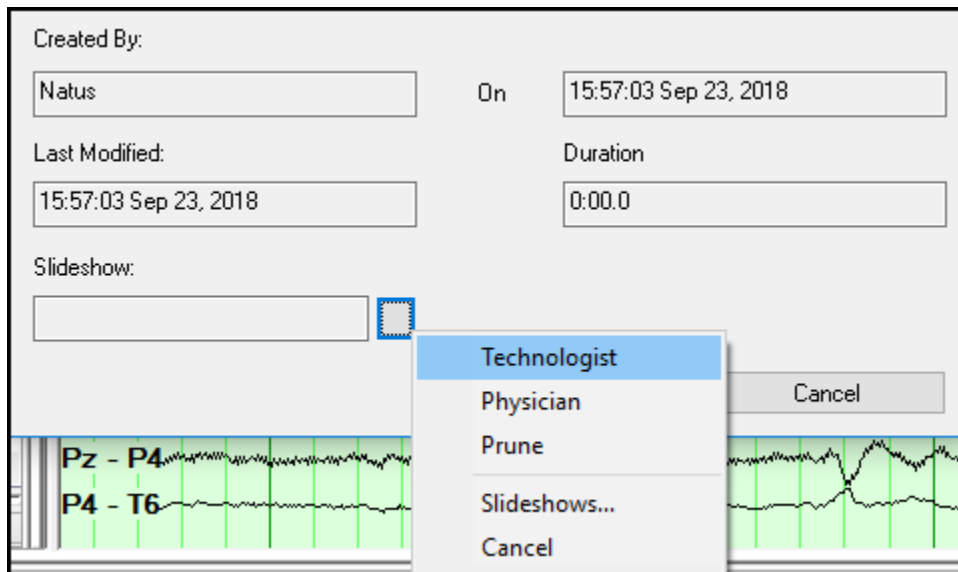 Created By:
Natus
On
15:57:03 Sep 23, 2018
Last Modified:
Duration
15:57:03 Sep 23, 2018
0:00.0
Slideshow:
Technologist
Physician
Cancel
Prune
Pz - P4
P4 - T6
Slideshows...
Cancel